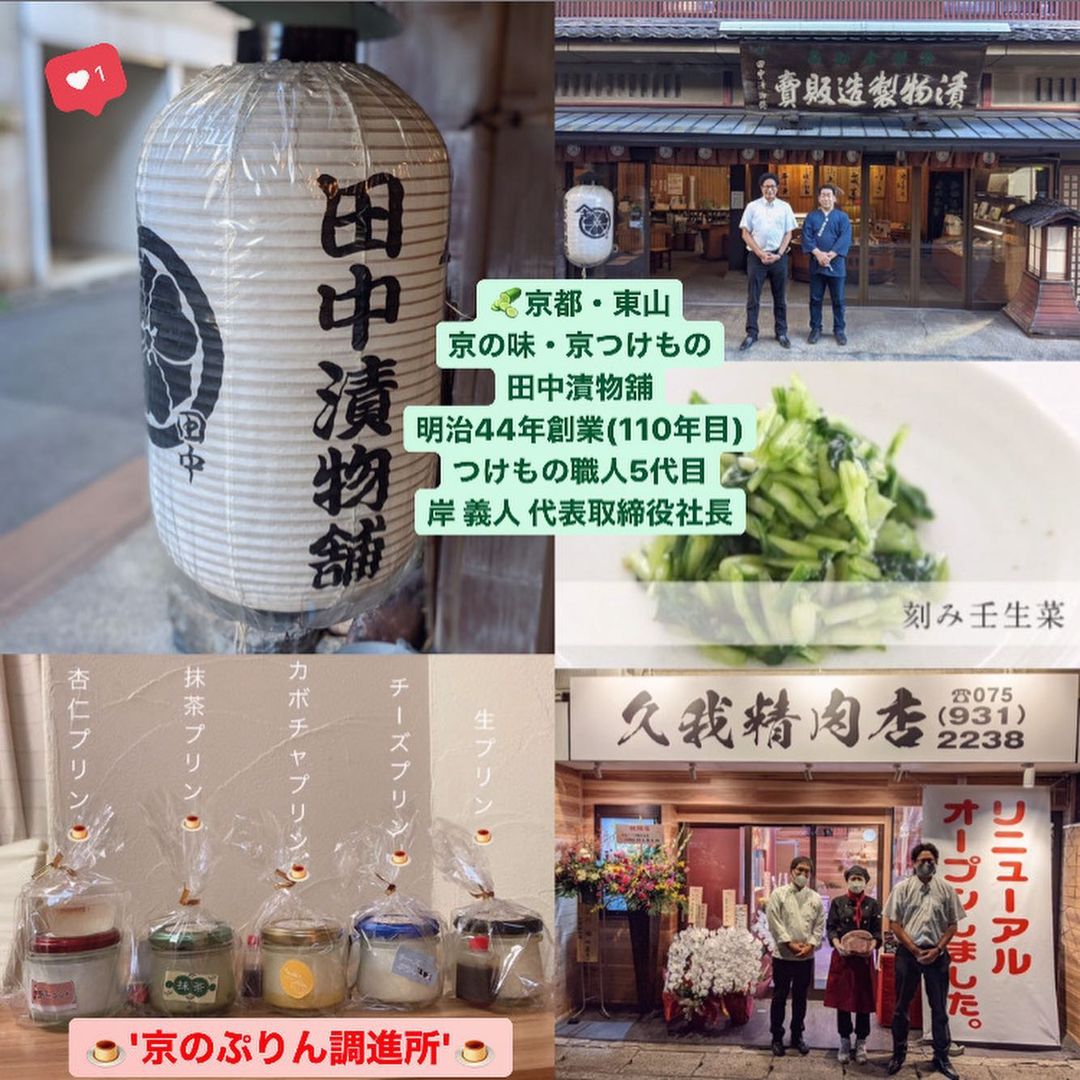 1
田中漬物舗
田中
漬物製造販賣
🥒京都・東山
京の味・京つけもの
田中漬物舗
明治44年創業(110年目)
つけもの職人5代目
岸 義人 代表取締役社長
刻み壬生菜
杏仁プリン🍮
抹茶プリン🍮
カボチャプリン🍮
チーズプリン🍮
生プリン🍮
抹茶
🍮'京のぷりん調進所'🍮
久我精肉店
☎075
(931)
2238
リニューアル
オープンしました。